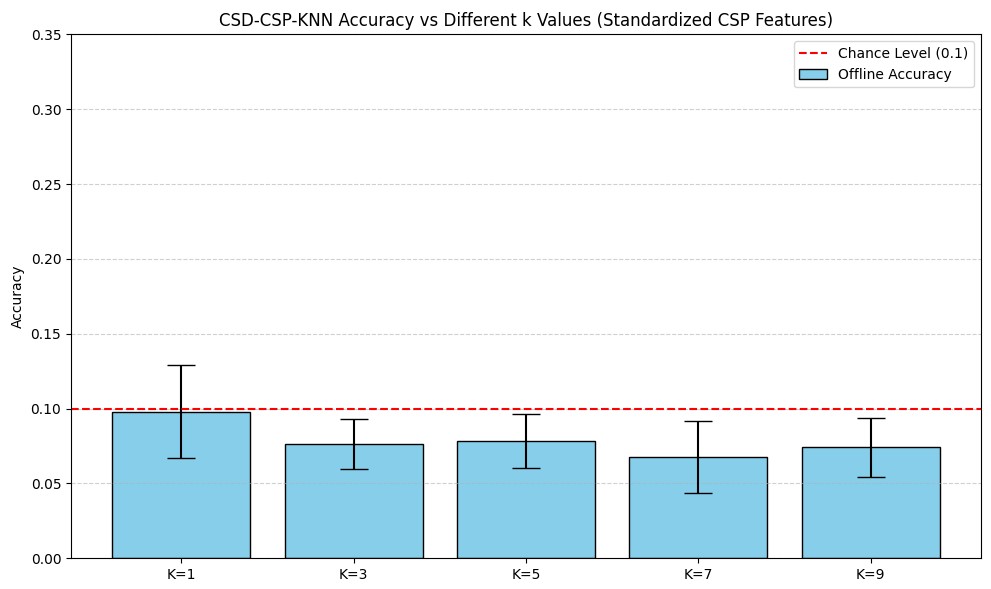 CSD-CSP-KNN Accuracy vs Different k Values (Standardized CSP Features)
Chance Level (0.1)
Offline Accuracy
Accuracy
0.35
0.30
0.25
0.20
0.15
0.10
0.05
0.00
K=1
K=3
K=5
K=7
K=9